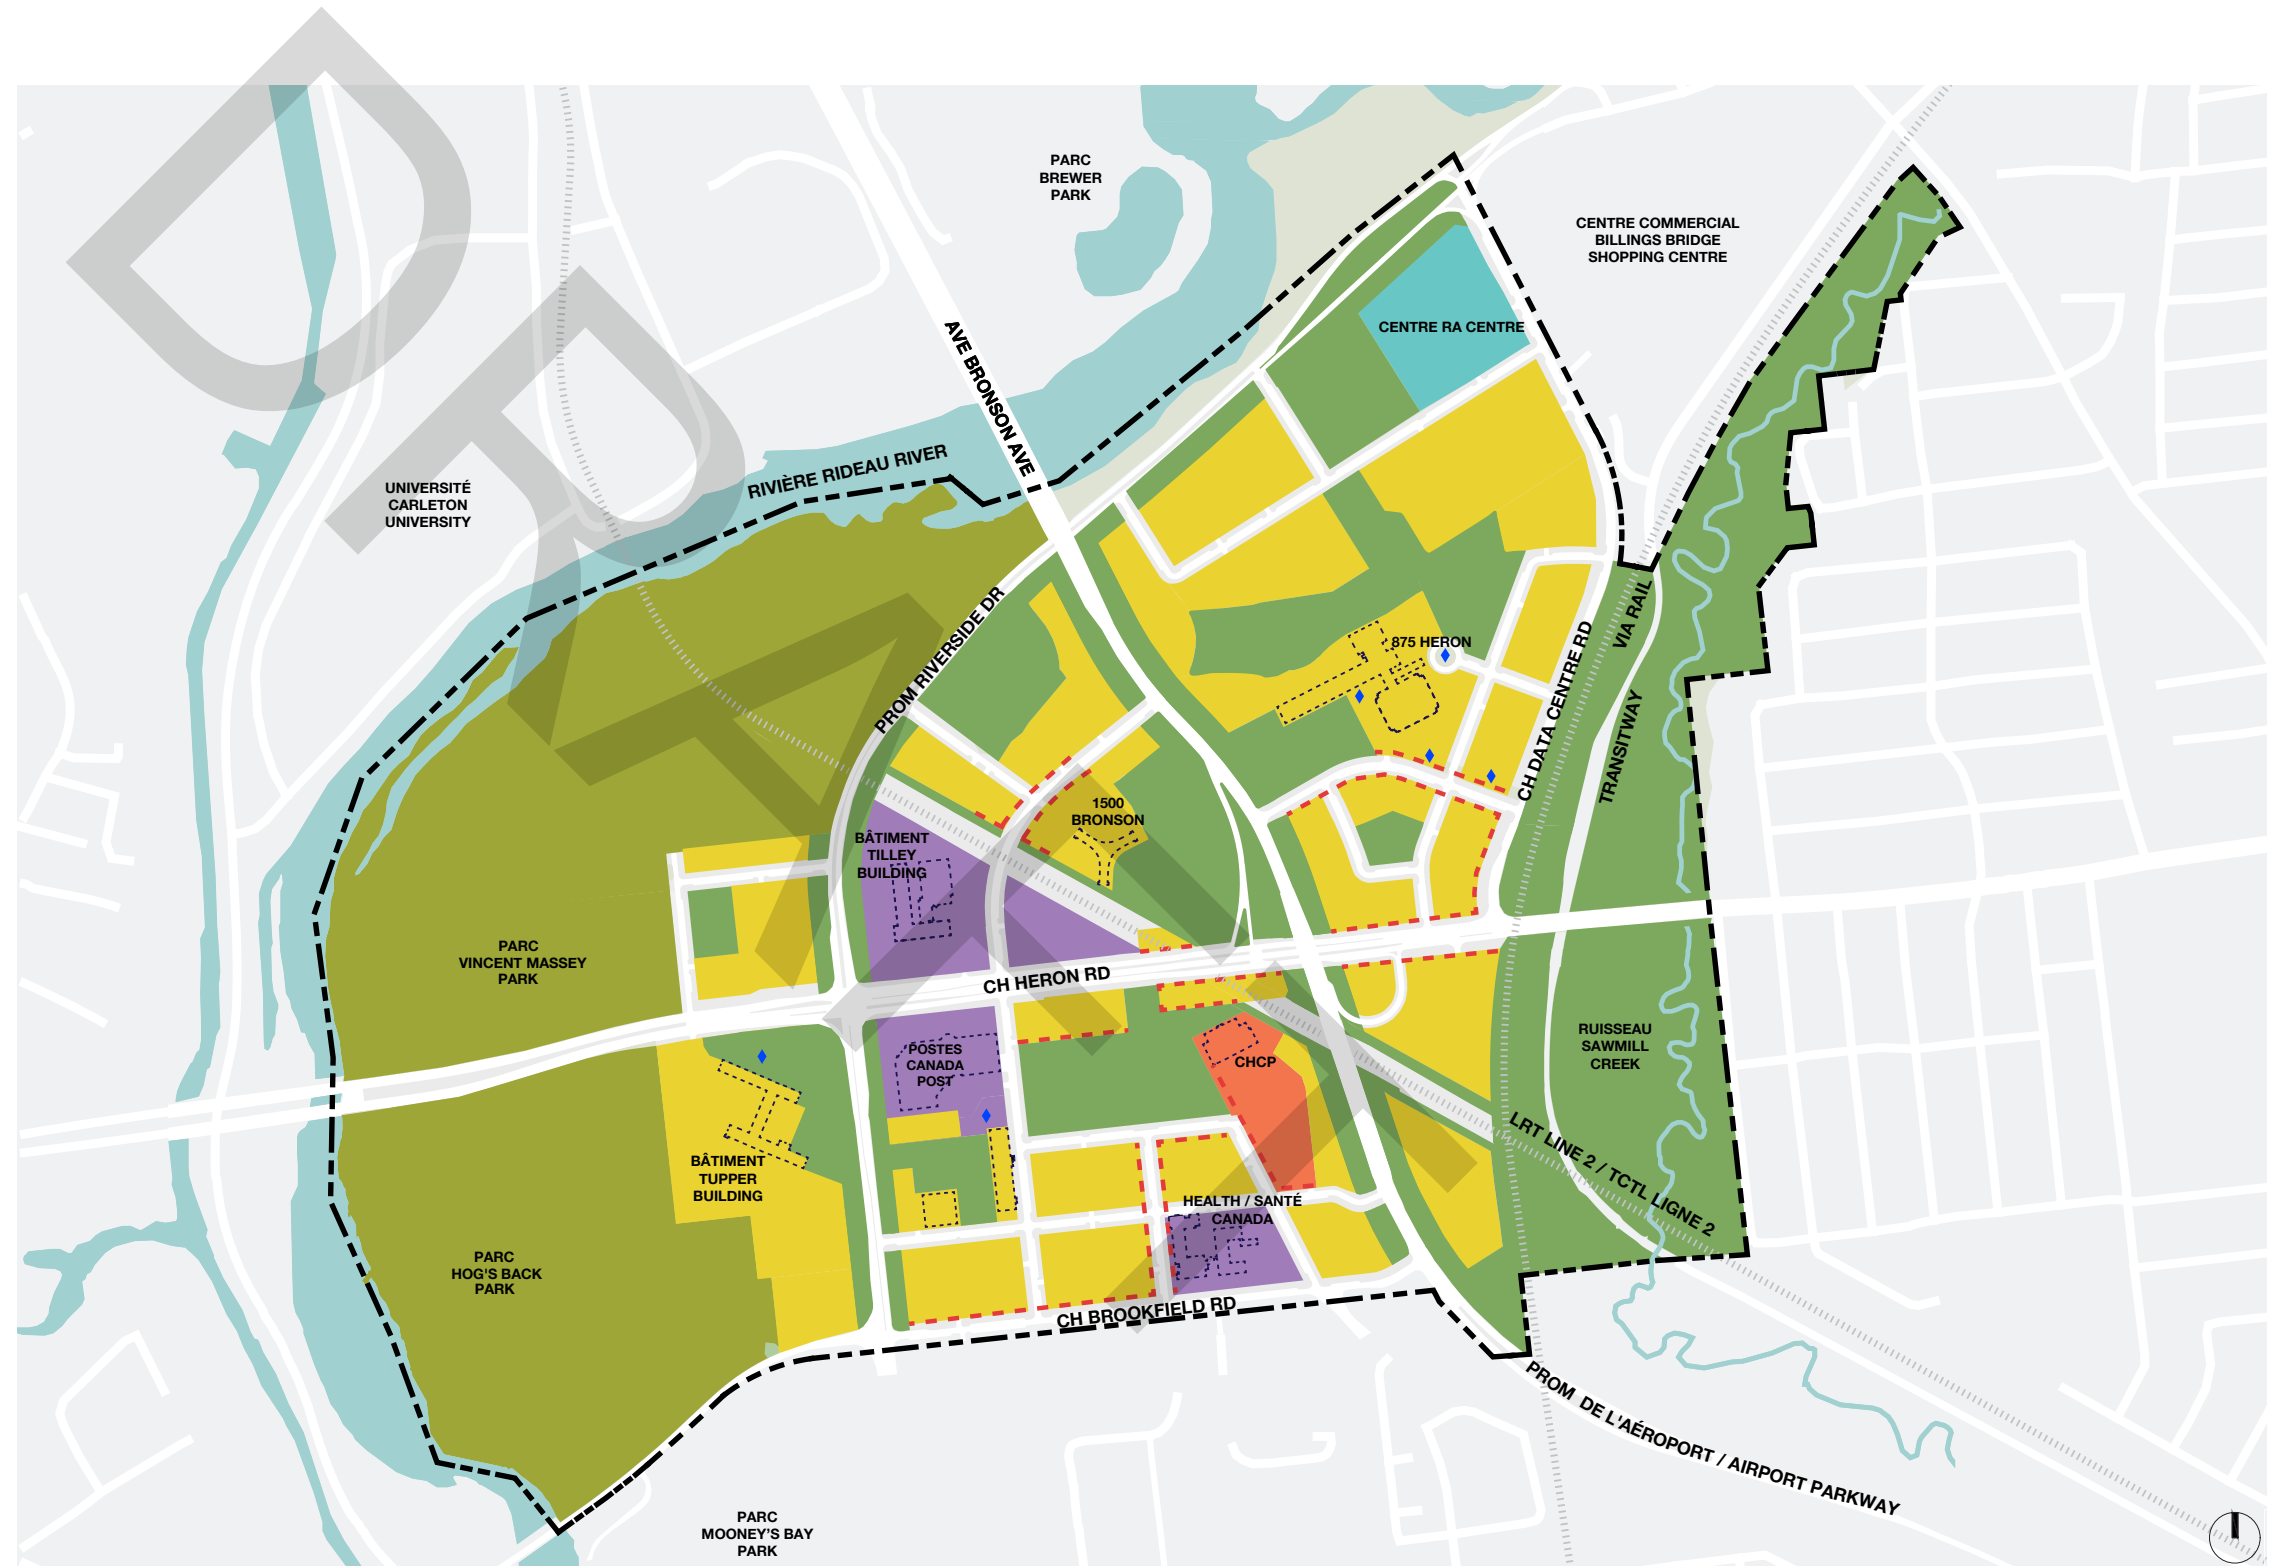 DRAFT
PARC
BREWER
PARK
CENTRE COMMERCIAL
BILLINGS BRIDGE
SHOPPING CENTRE
CENTRE RA CENTRE
AVE BRONSON AVE
RIVIÈRE RIDEAU RIVER
UNIVERSITÉ
CARLETON
UNIVERSITY
PROM RIVERSIDE DR
875 HERON
VIA RAIL
CH DATA CENTRE RD
TRANSITWAY
1500
BRONSON
BÂTIMENT
TILLEY
BUILDING
PARC
VINCENT MASSEY
PARK
CH HERON RD
POSTES
CANADA
POST
CHCP
RUISSEAU
SAWMILL
CREEK
LRT LINE 2 / TCTL LIGNE 2
BÂTIMENT
TUPPER
BUILDING
HEALTH / SANTÉ
CANADA
PARC
HOG'S BACK
PARK
CH BROOKFIELD RD
PROM DE L'AÉROPORT / AIRPORT PARKWAY
PARC
MOONEY'S BAY
PARK